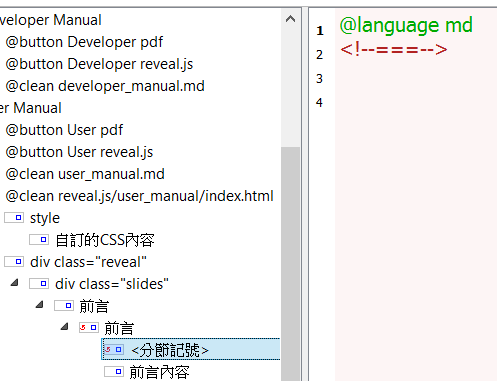 veloper Manual
@button Developer pdf
@button Developer reveal.js
@clean developer_manual.md
er Manual
@button User pdf
@button User reveal.js
@clean user_manual.md
@clean reveal.js/user_manual/index.html
style
自訂的CSS內容
div class="reveal"
div class="slides"
前言
前言
<分節記號>
前言內容
1 @language md
2 <!--===-->
3
4